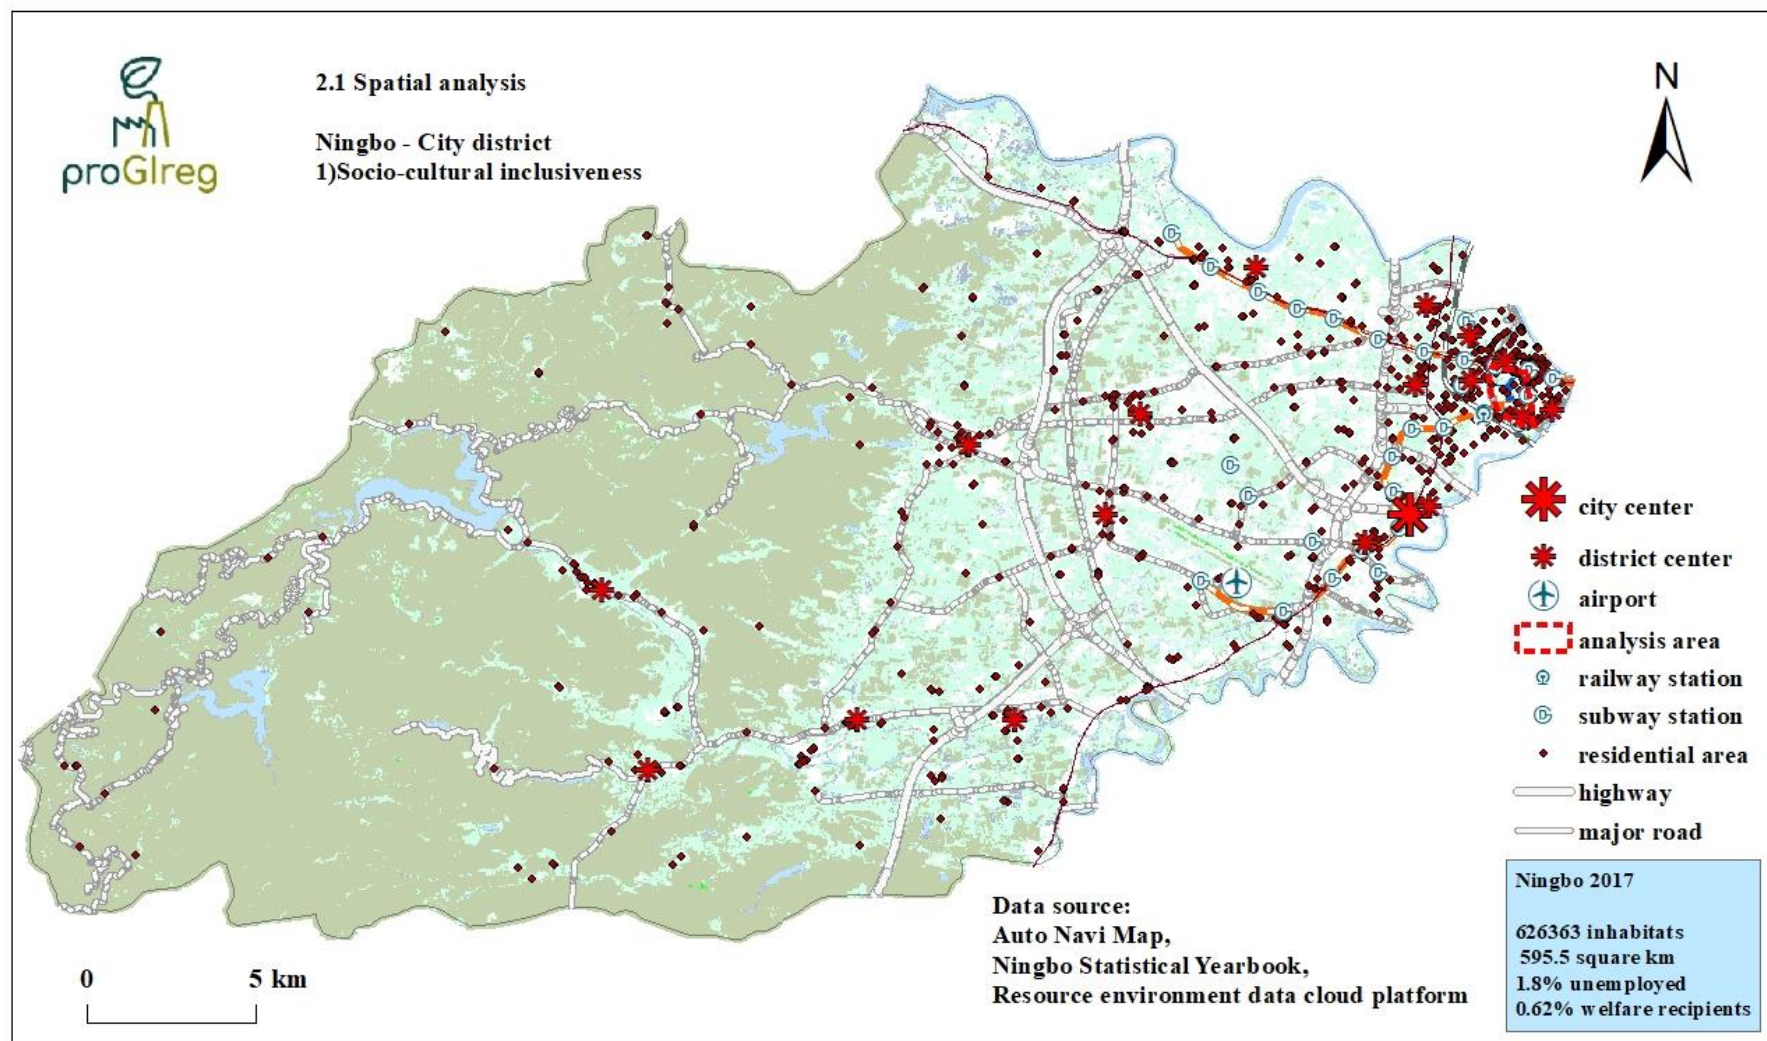 proGIreg
2.1 Spatial analysis
Ningbo - City district
1)Socio-cultural inclusiveness
N
city center
district center
airport
analysis area
railway station
subway station
residential area
highway
major road
Ningbo 2017
626363 inhabitats
595.5 square km
1.8% unemployed
0.62% welfare recipients
Data source:
Auto Navi Map,
Ningbo Statistical Yearbook,
Resource environment data cloud platform
0 5 km